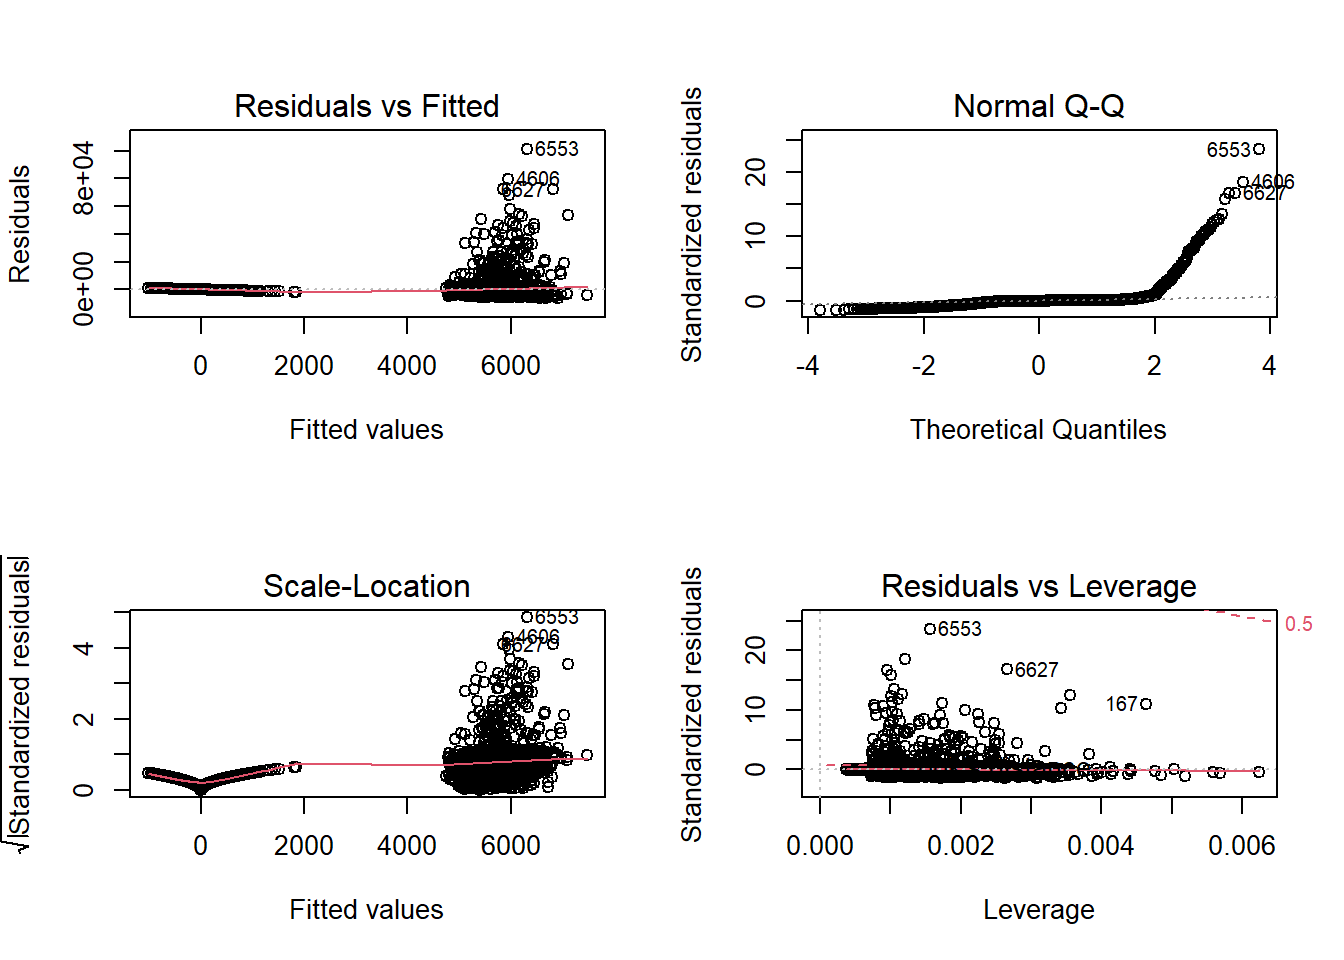 Residuals vs Fitted
Residuals
0e+00
8e+04
6553
4606
6627
0
2000
4000
6000
Fitted values
Normal Q-Q
Standardized residuals
0
10
20
6553
4606
6627
-4
-2
0
2
4
Theoretical Quantiles
Scale-Location
√|Standardized residuals|
0
2
4
6553
4606
6627
0
2000
4000
6000
Fitted values
Residuals vs Leverage
Standardized residuals
0
10
20
6553
6627
167
0.5
0.000
0.002
0.004
0.006
Leverage